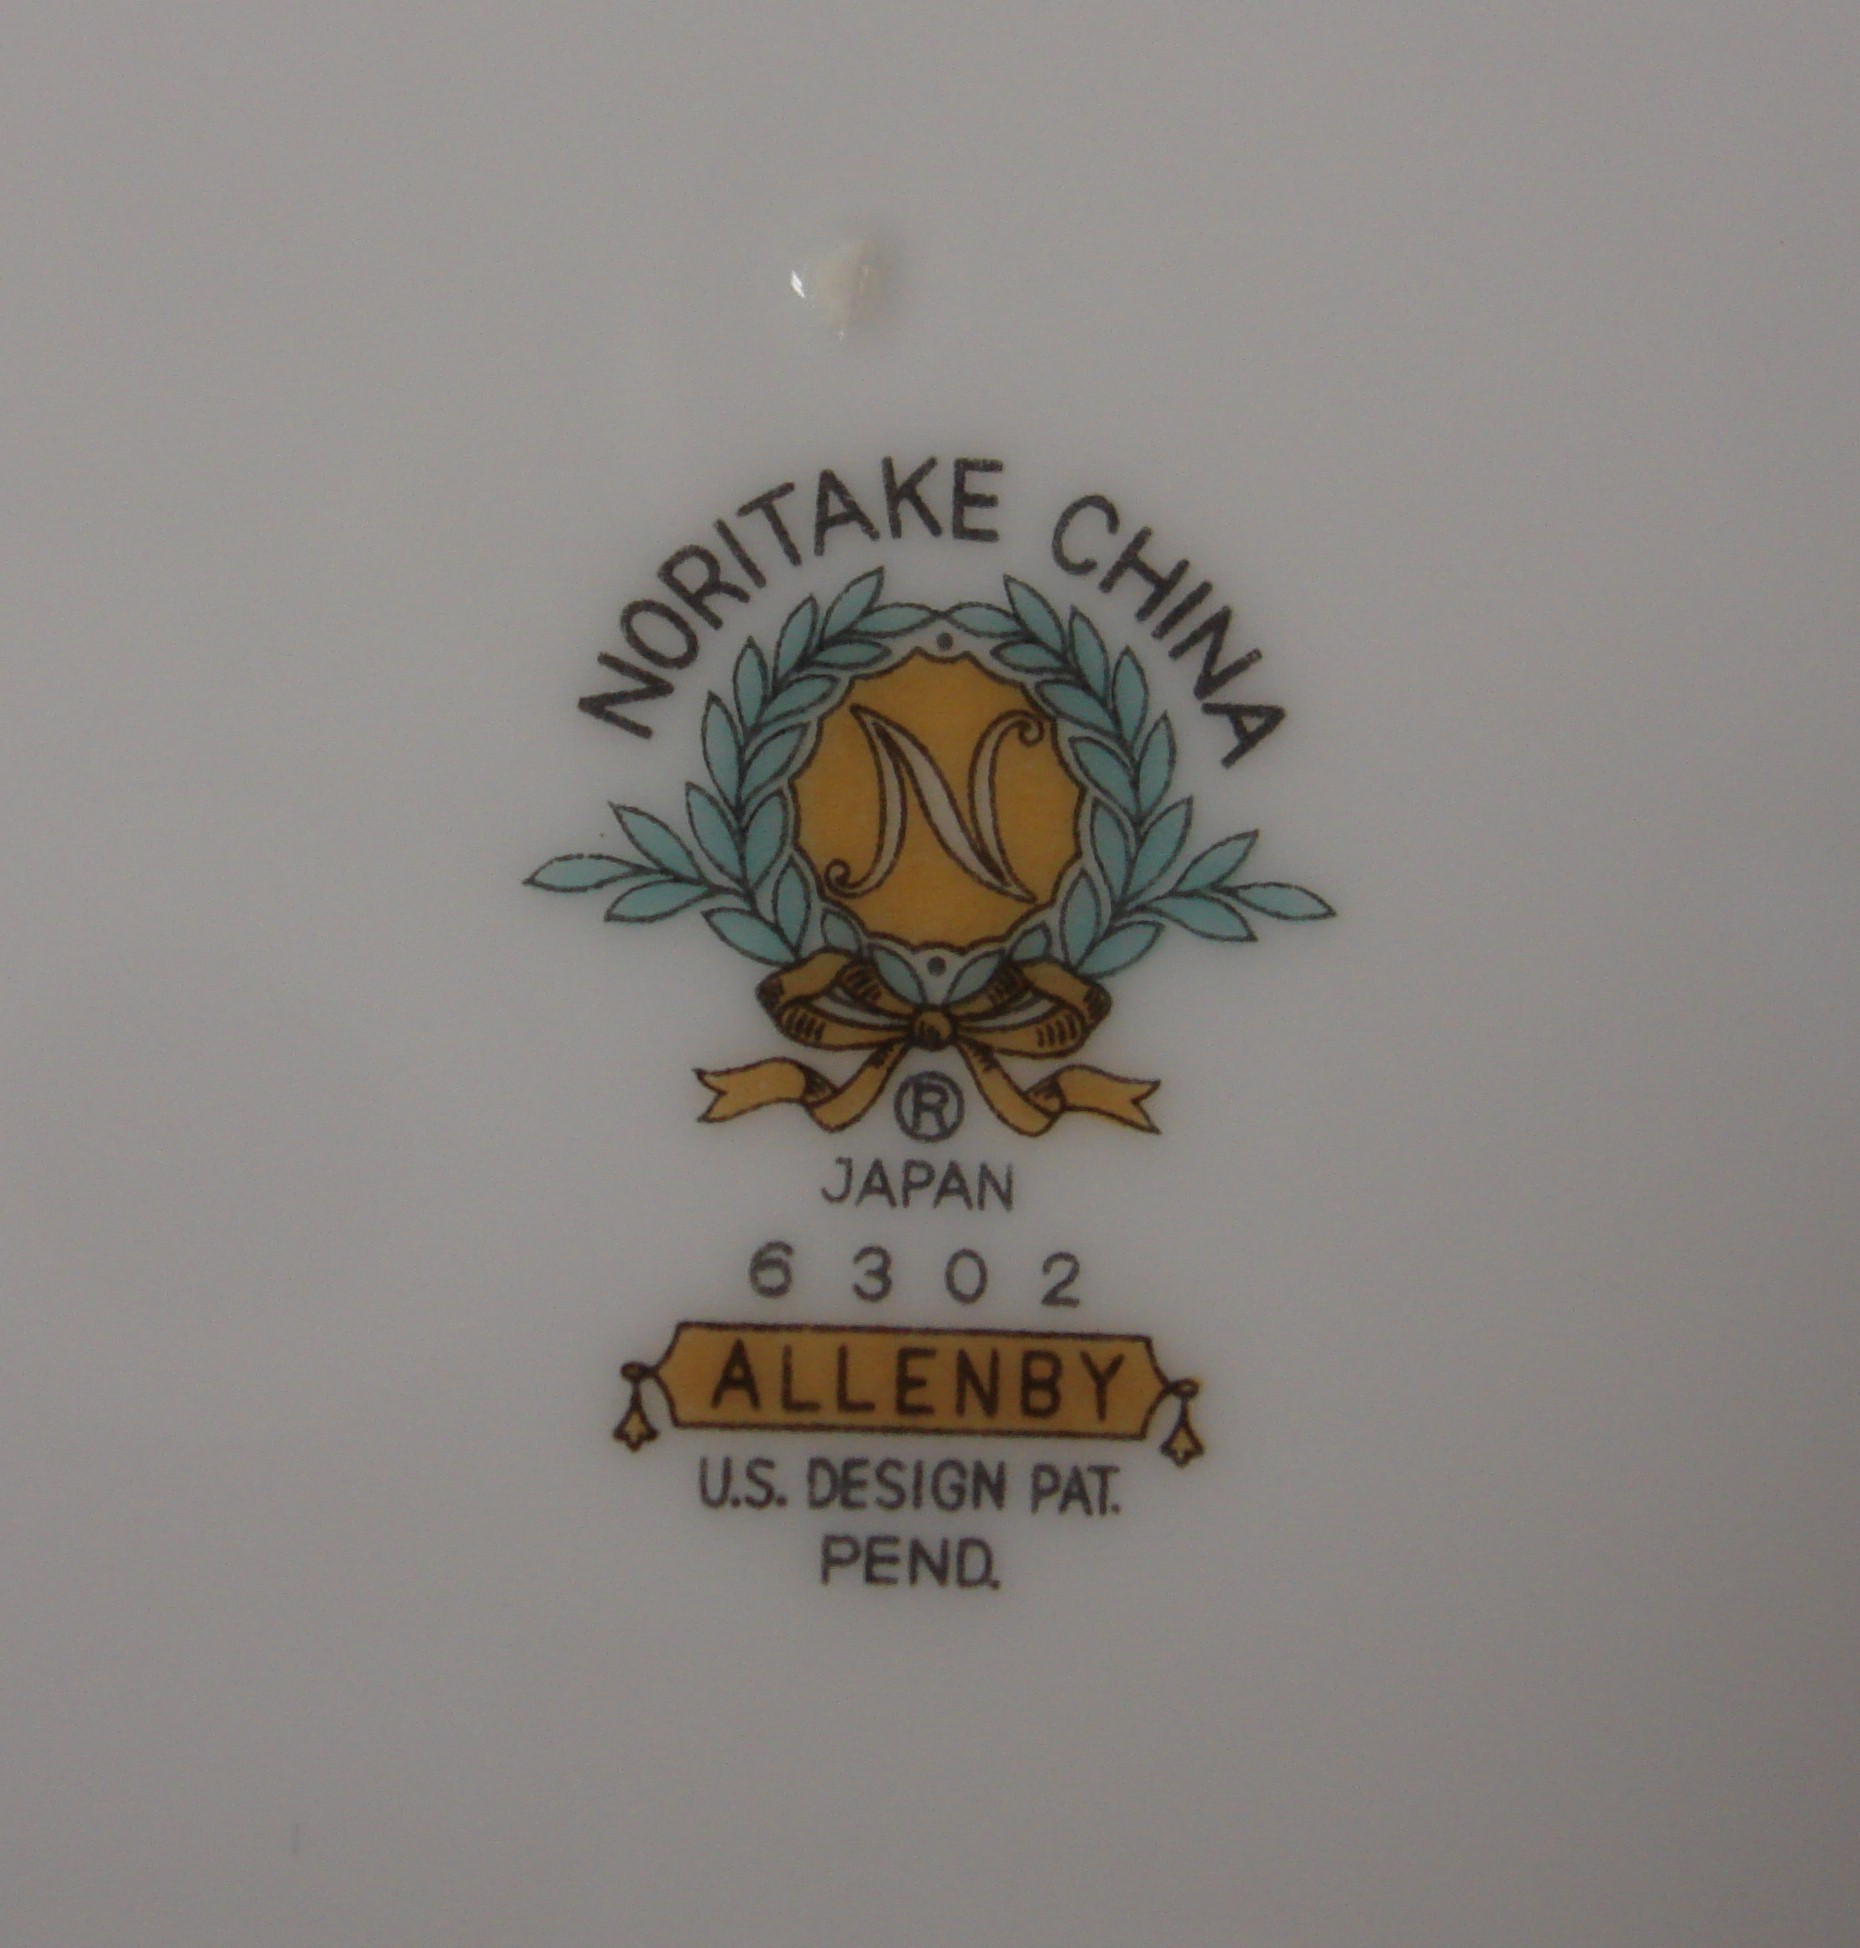 NORITAKE CHINA
N
®
JAPAN
6302
ALLENBY
U.S. DESIGN PAT.
PEND.